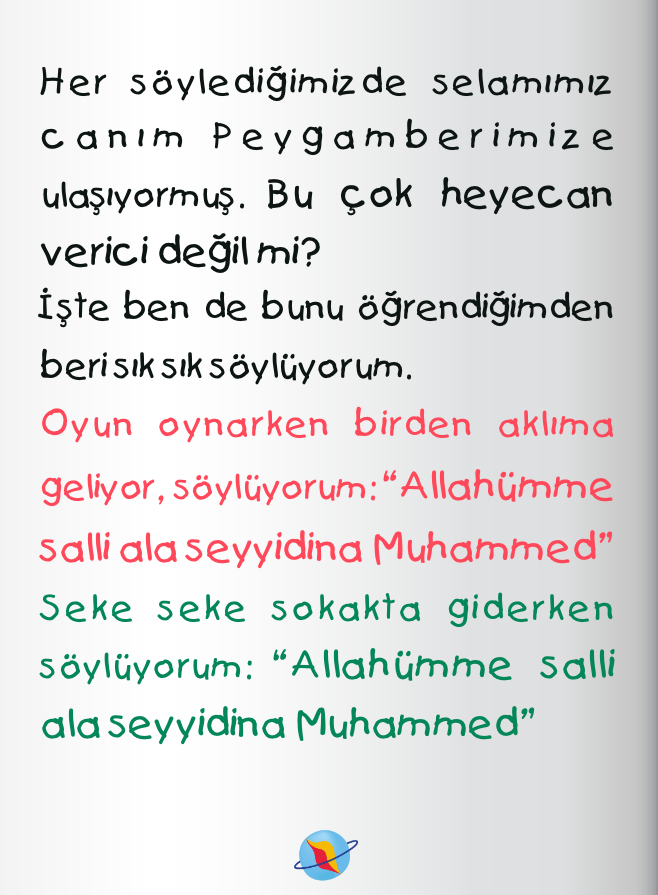 Her söylediğimizde selamımız
canım Peygamberimize
ulaşıyormuş. Bu çok heyecan
verici değil mi?
İşte ben de bunu öğrendiğimden
beri sık sık söylüyorum.
Oyun oynarken birden aklıma
geliyor, söylüyorum: “Allahümme
salli ala seyyidina Muhammed”
Seke seke sokakta giderken
söylüyorum: “Allahümme salli
ala seyyidina Muhammed”